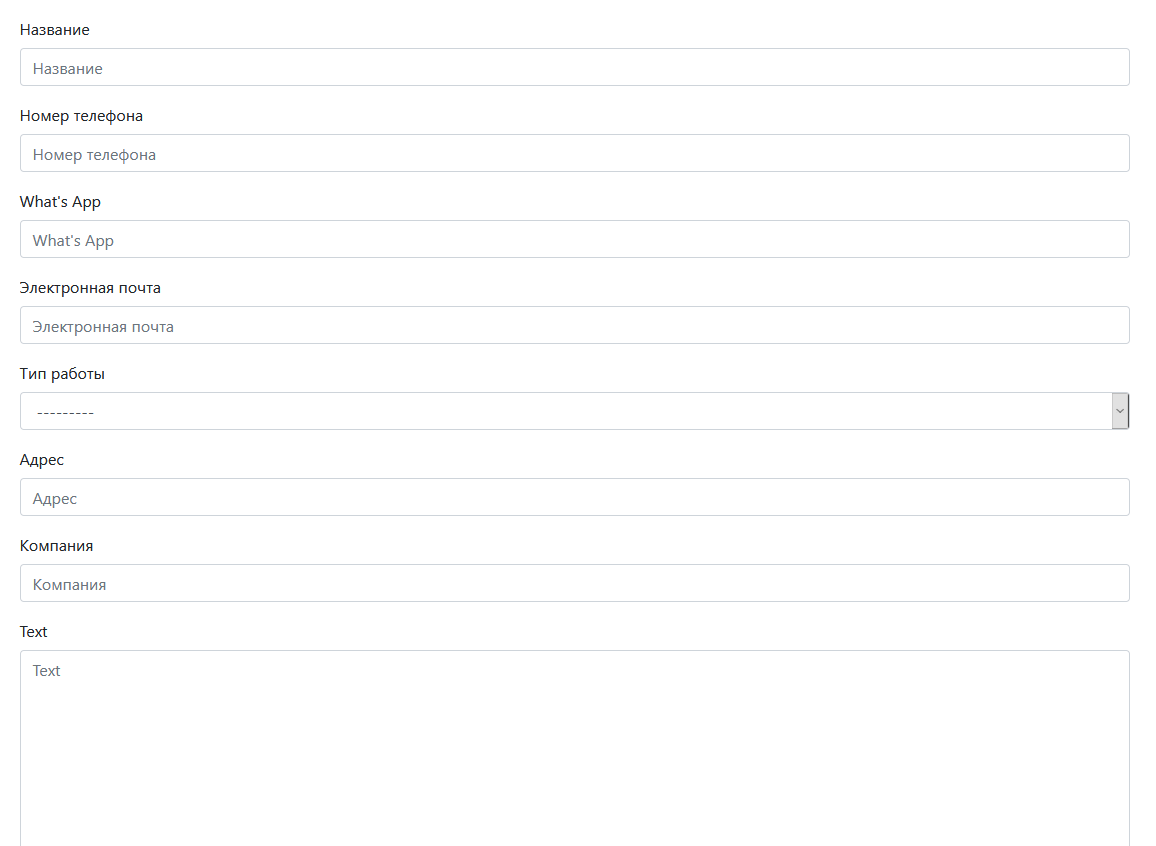 Название
Название
Номер телефона
Номер телефона
What's App
What's App
Электронная почта
Электронная почта
Тип работы
---------
Адрес
Адрес
Компания
Компания
Text
Text